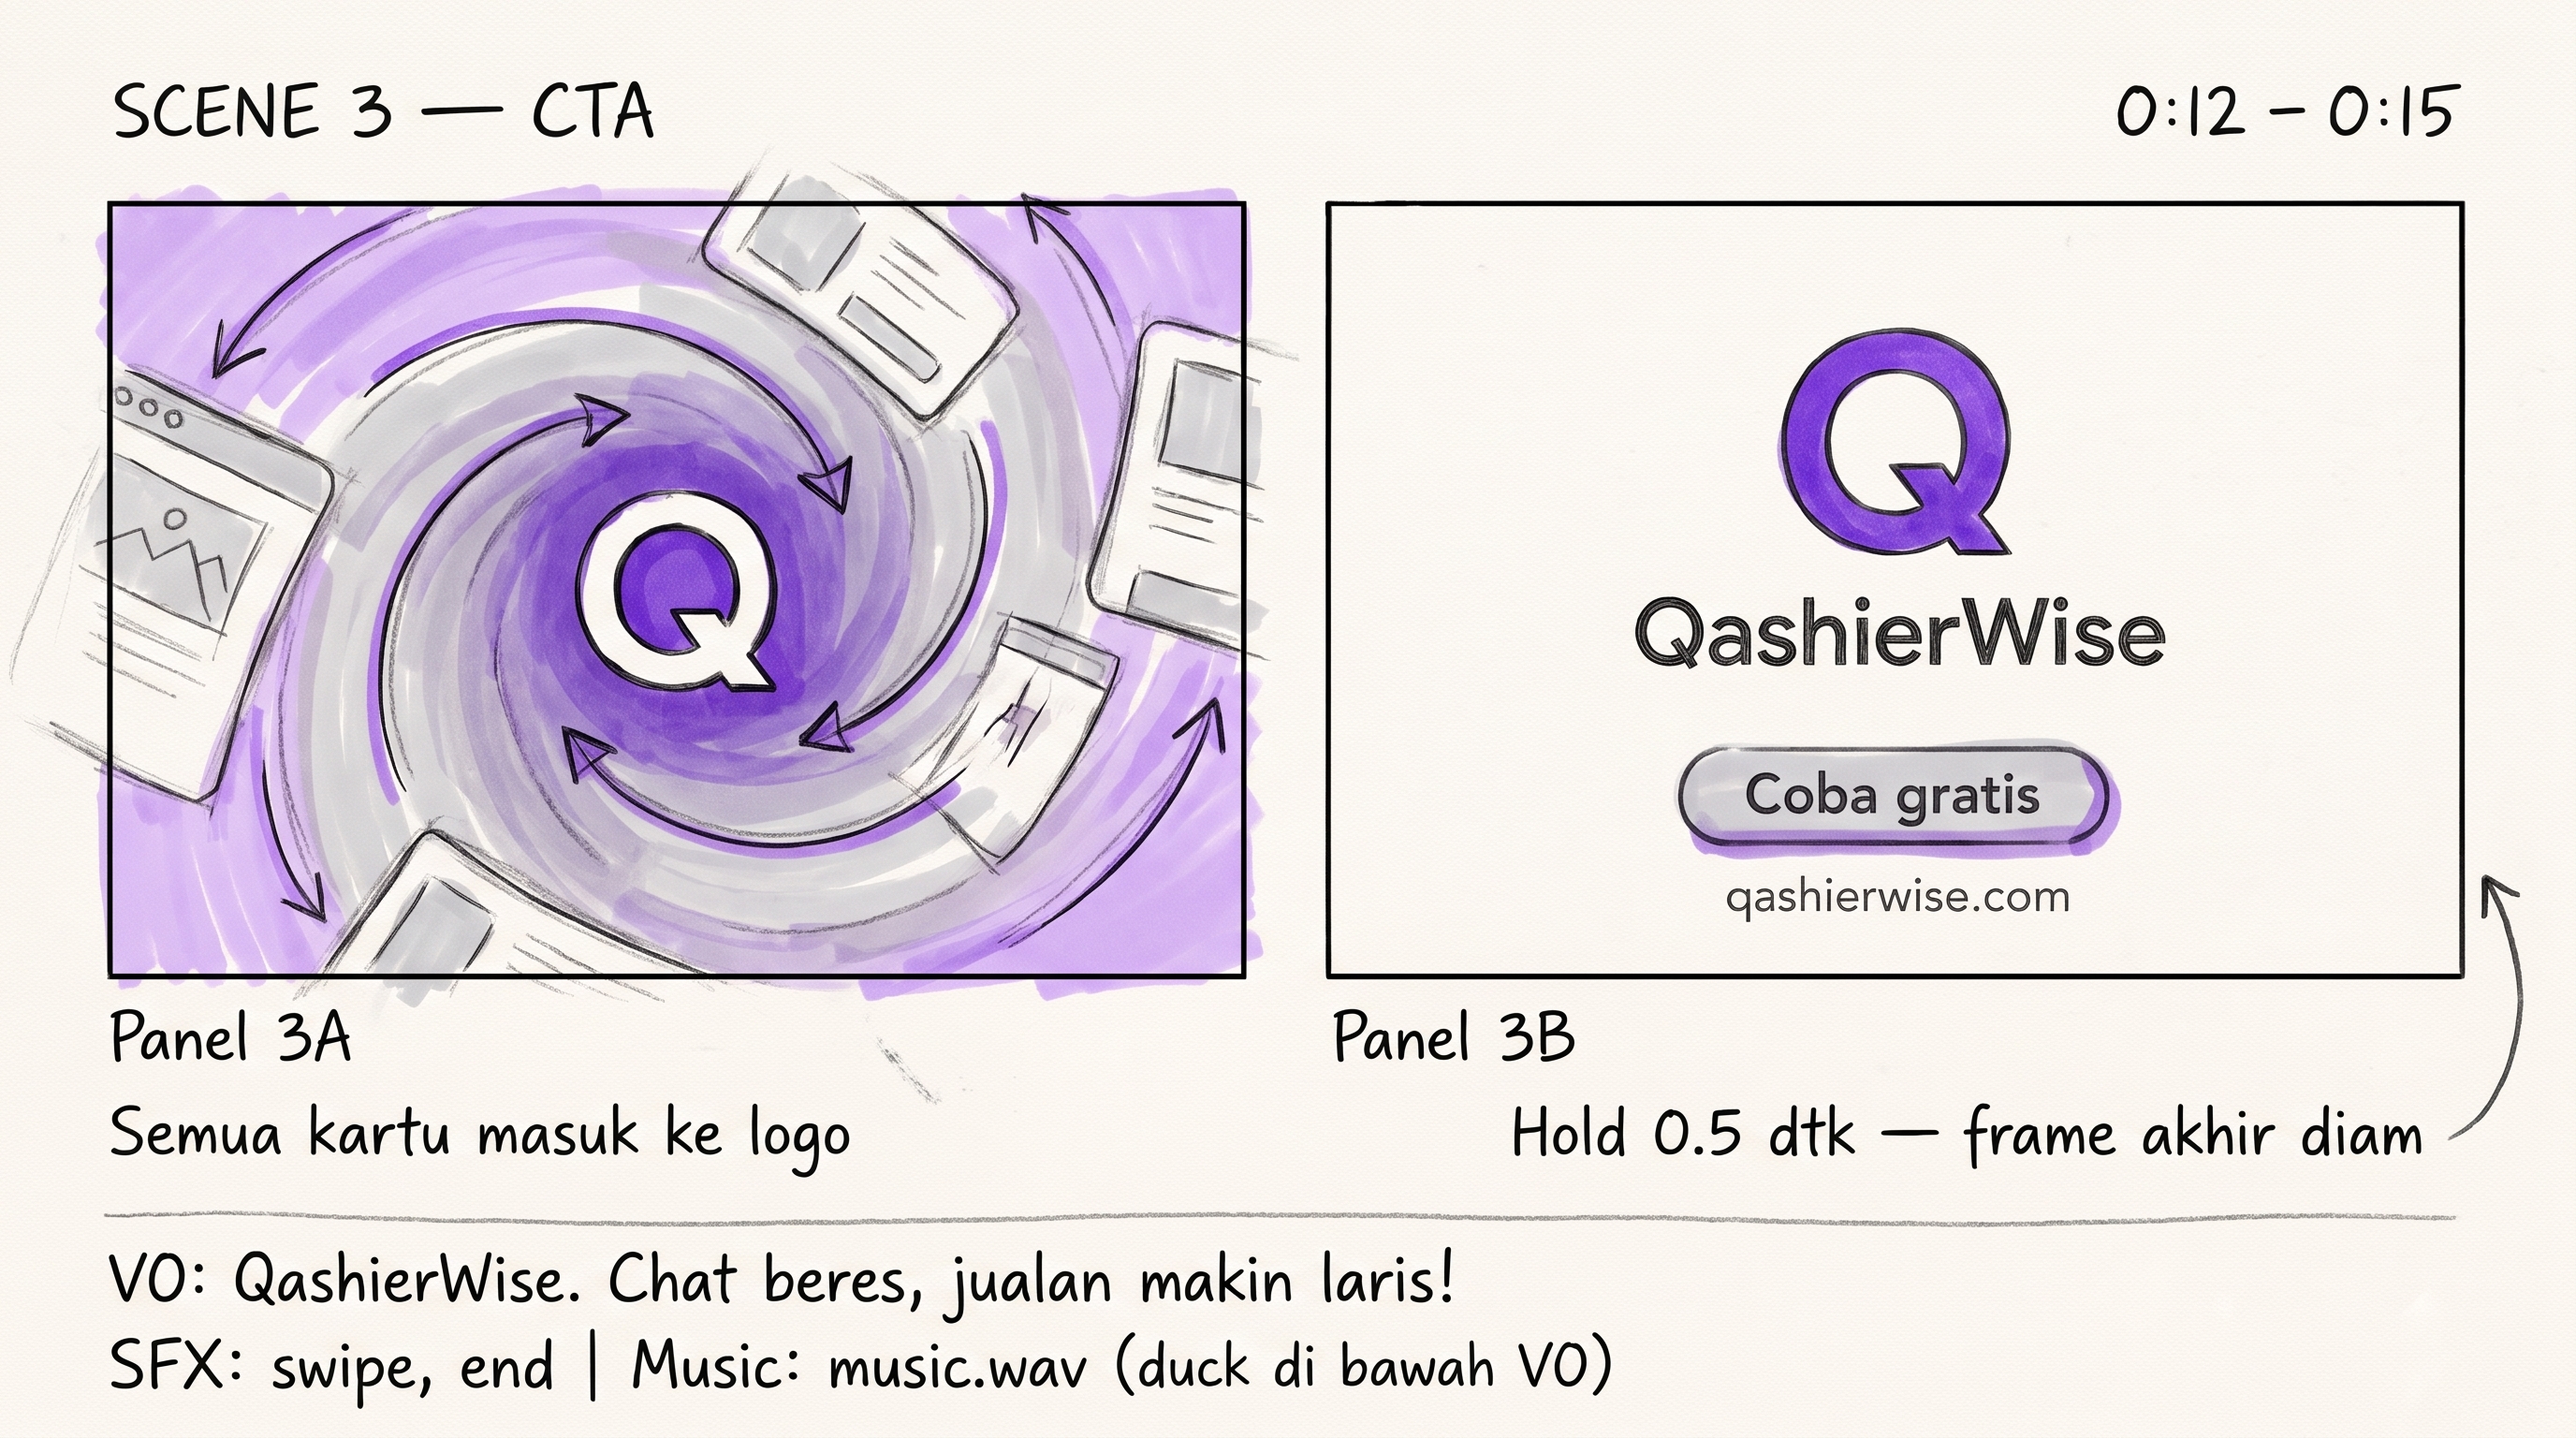 SCENE 3 — CTA
0:12 – 0:15
Q
Q
QashierWise
Coba gratis
qashierwise.com
Panel 3A
Semua kartu masuk ke logo
Panel 3B
Hold 0.5 dtk — frame akhir diam
VO: QashierWise. Chat beres, jualan makin laris!
SFX: swipe, end | Music: music.wav (duck di bawah VO)